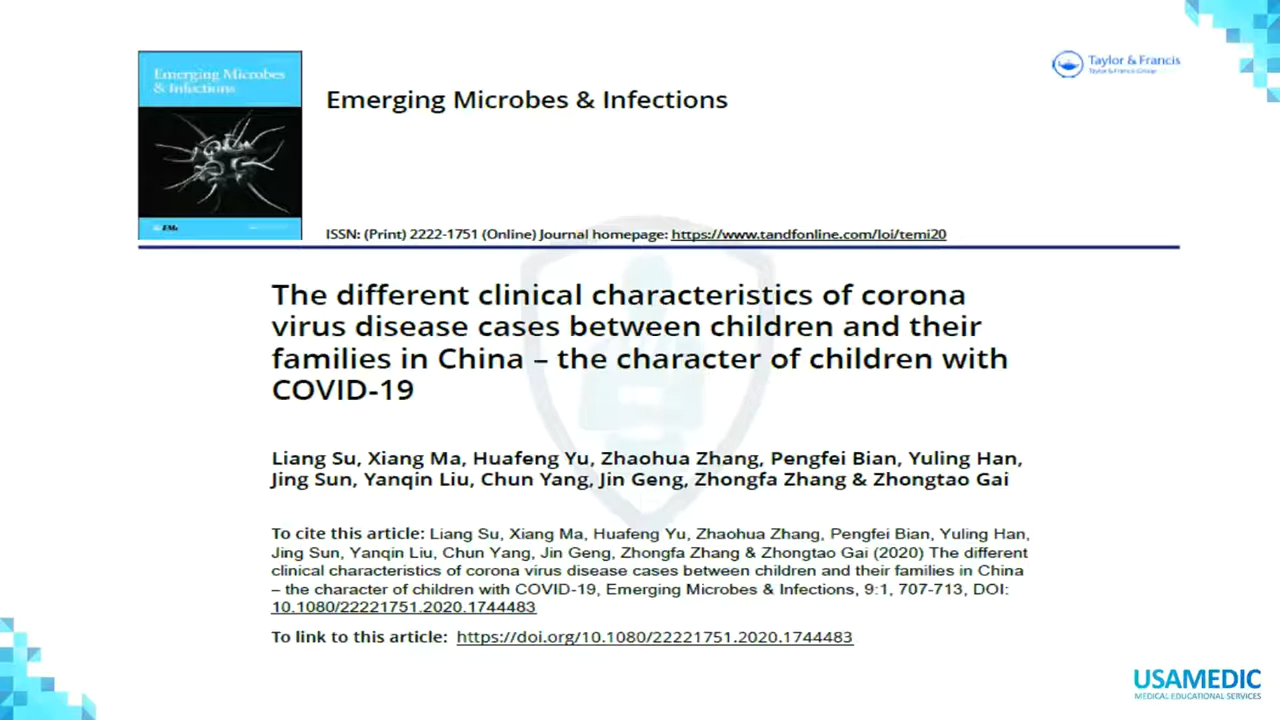 Emerging Microbes
& Infections
Taylor & Francis
Taylor & Francis Group
Emerging Microbes & Infections
ISSN: (Print) 2222-1751 (Online) Journal homepage: https://www.tandfonline.com/loi/temi20
The different clinical characteristics of corona
virus disease cases between children and their
families in China – the character of children with
COVID-19
Liang Su, Xiang Ma, Huafeng Yu, Zhaohua Zhang, Pengfei Bian, Yuling Han,
Jing Sun, Yanqin Liu, Chun Yang, Jin Geng, Zhongfa Zhang & Zhongtao Gai
To cite this article: Liang Su, Xiang Ma, Huafeng Yu, Zhaohua Zhang, Pengfei Bian, Yuling Han,
Jing Sun, Yanqin Liu, Chun Yang, Jin Geng, Zhongfa Zhang & Zhongtao Gai (2020) The different
clinical characteristics of corona virus disease cases between children and their families in China
– the character of children with COVID-19, Emerging Microbes & Infections, 9:1, 707-713, DOI:
10.1080/22221751.2020.1744483
To link to this article: https://doi.org/10.1080/22221751.2020.1744483
USAMEDIC
MEDICAL EDUCATIONAL SERVICES